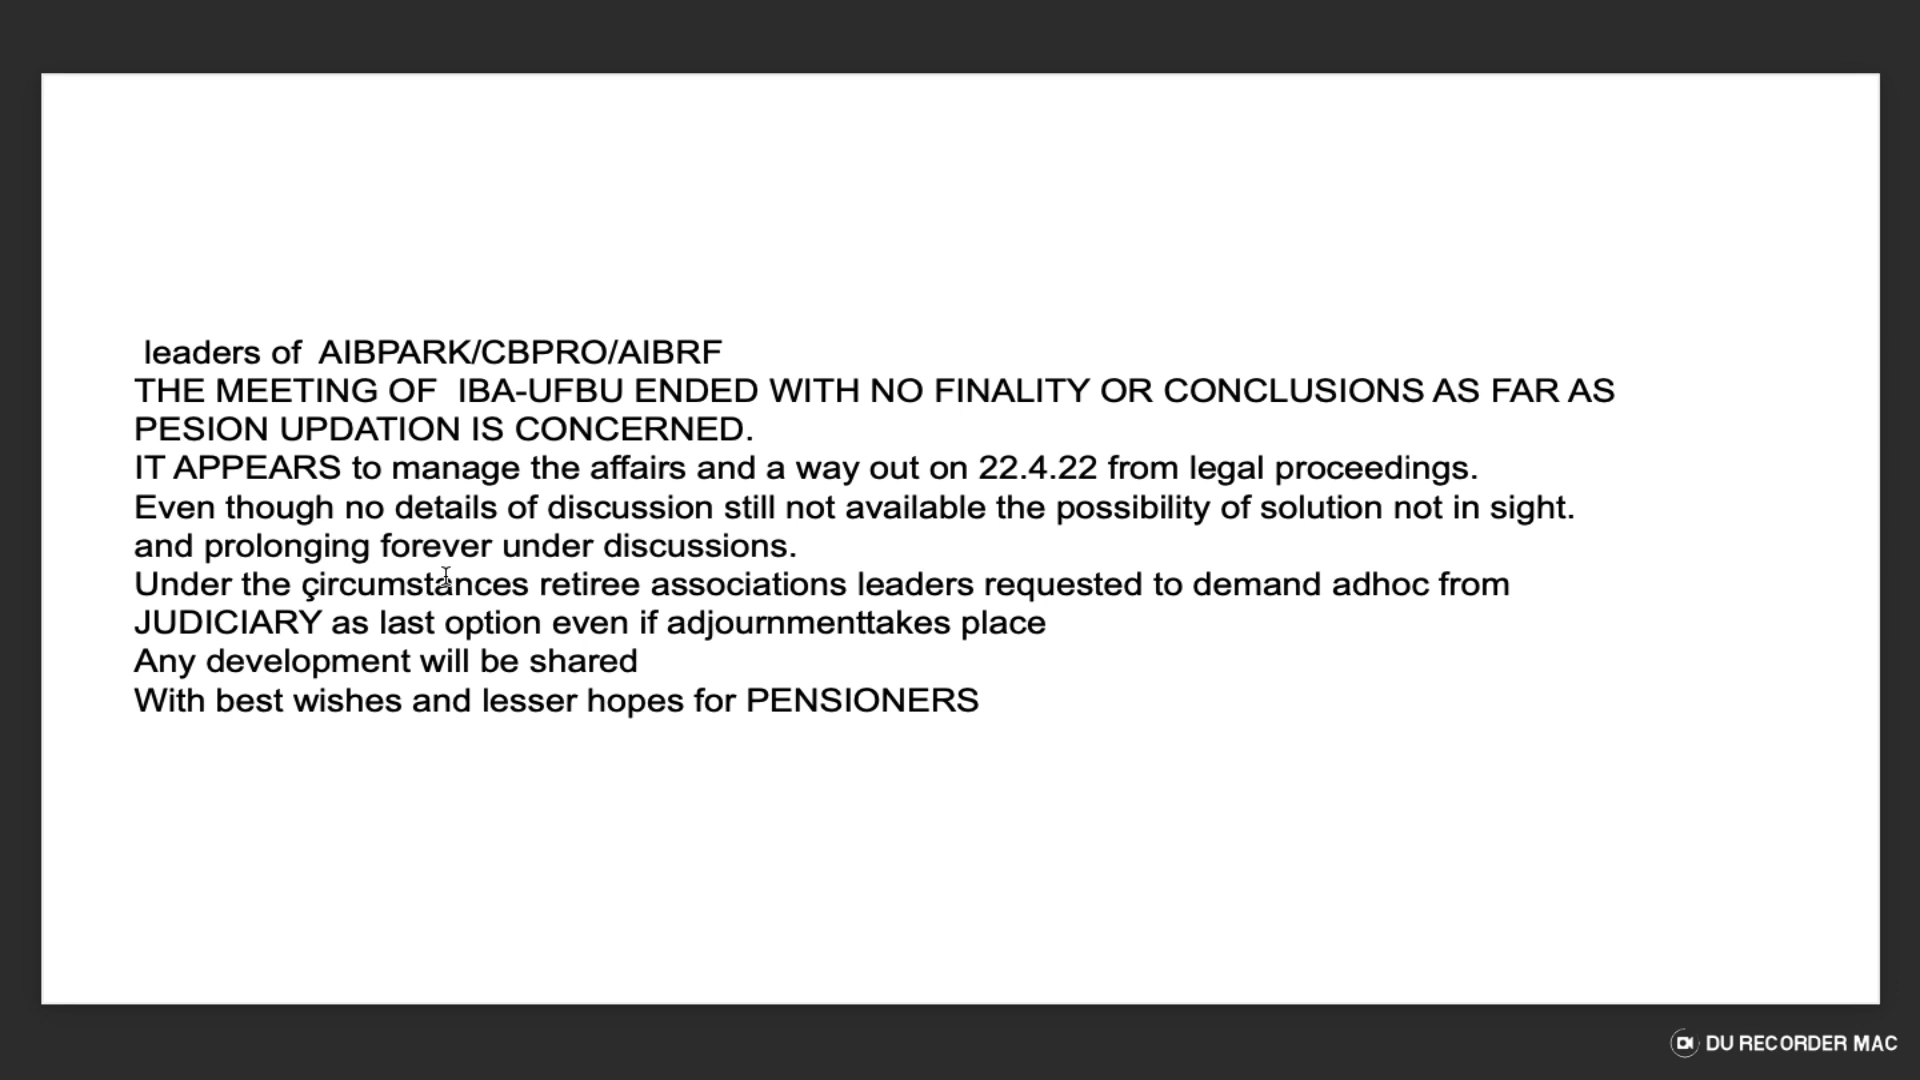 leaders of  AIBPARK/CBPRO/AIBRF
THE MEETING OF  IBA-UFBU ENDED WITH NO FINALITY OR CONCLUSIONS AS FAR AS
PESION UPDATION IS CONCERNED.
IT APPEARS to manage the affairs and a way out on 22.4.22 from legal proceedings.
Even though no details of discussion still not available the possibility of solution not in sight.
and prolonging forever under discussions.
Under the çircumstances retiree associations leaders requested to demand adhoc from
JUDICIARY as last option even if adjournmenttakes place
Any development will be shared
With best wishes and lesser hopes for PENSIONERS
DU RECORDER MAC